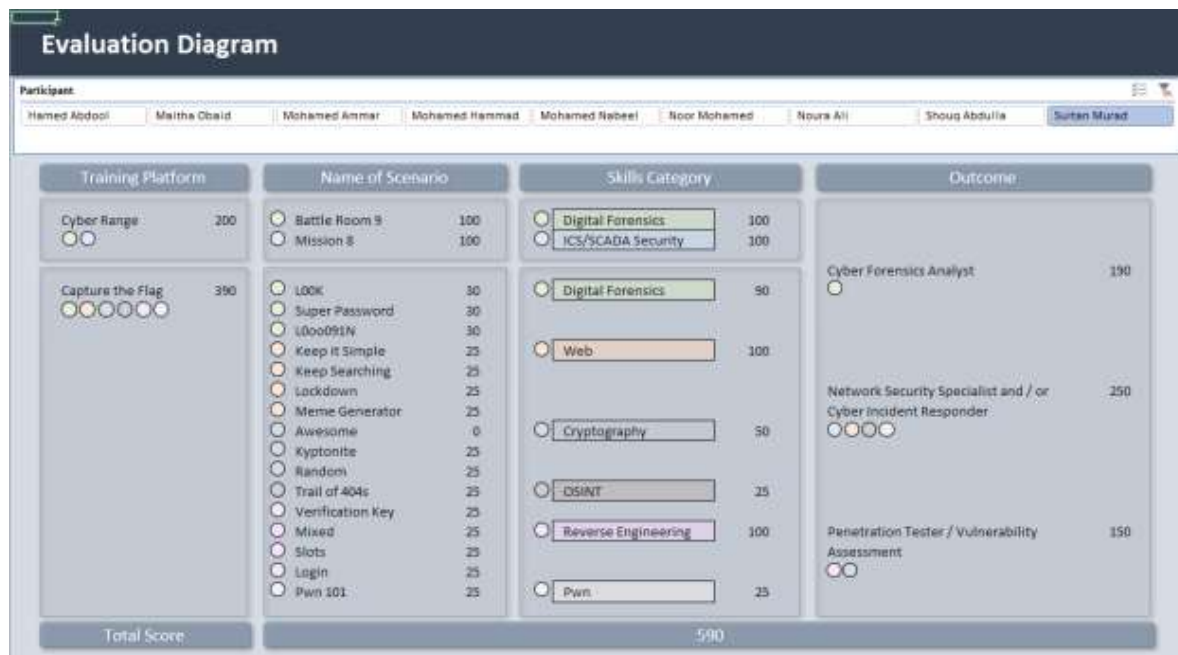 Evaluation Diagram
Participant
Hamed Abdool Maitha Obaid Mohamed Ammar Mohamed Hammad Mohamed Nabeel Noor Mohamed Noura Ali Shouq Abdulla Sultan Murad
Training Platform Name of Scenario Skills Category Outcome
Cyber Range 200
Battle Room 9 100
Mission 8 100
Digital Forensics 100
ICS/SCADA Security 100
Capture the Flag 390
L00K 30
Super Password 30
L0oo091N 30
Keep it Simple 25
Keep Searching 25
Lockdown 25
Meme Generator 25
Awesome 0
Kyptonite 25
Random 25
Trail of 404s 25
Verification Key 25
Mixed 25
Slots 25
Login 25
Pwn 101 25
Digital Forensics 90
Web 100
Cryptography 50
OSINT 25
Reverse Engineering 100
Pwn 25
Cyber Forensics Analyst 190
Network Security Specialist and / or 250
Cyber Incident Responder
Penetration Tester / Vulnerability 150
Assessment
Total Score 590